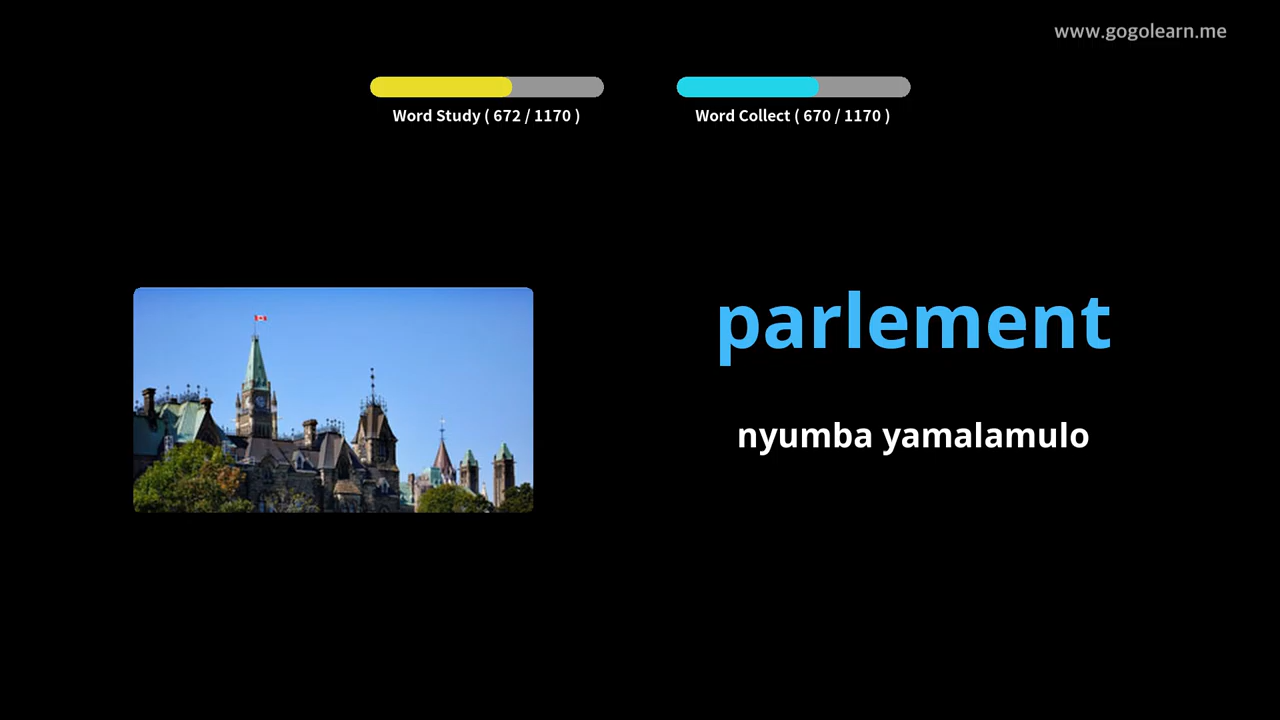 www.gogolearn.me
Word Study ( 672 / 1170 )
Word Collect ( 670 / 1170 )
parlement
nyumba yamalamulo